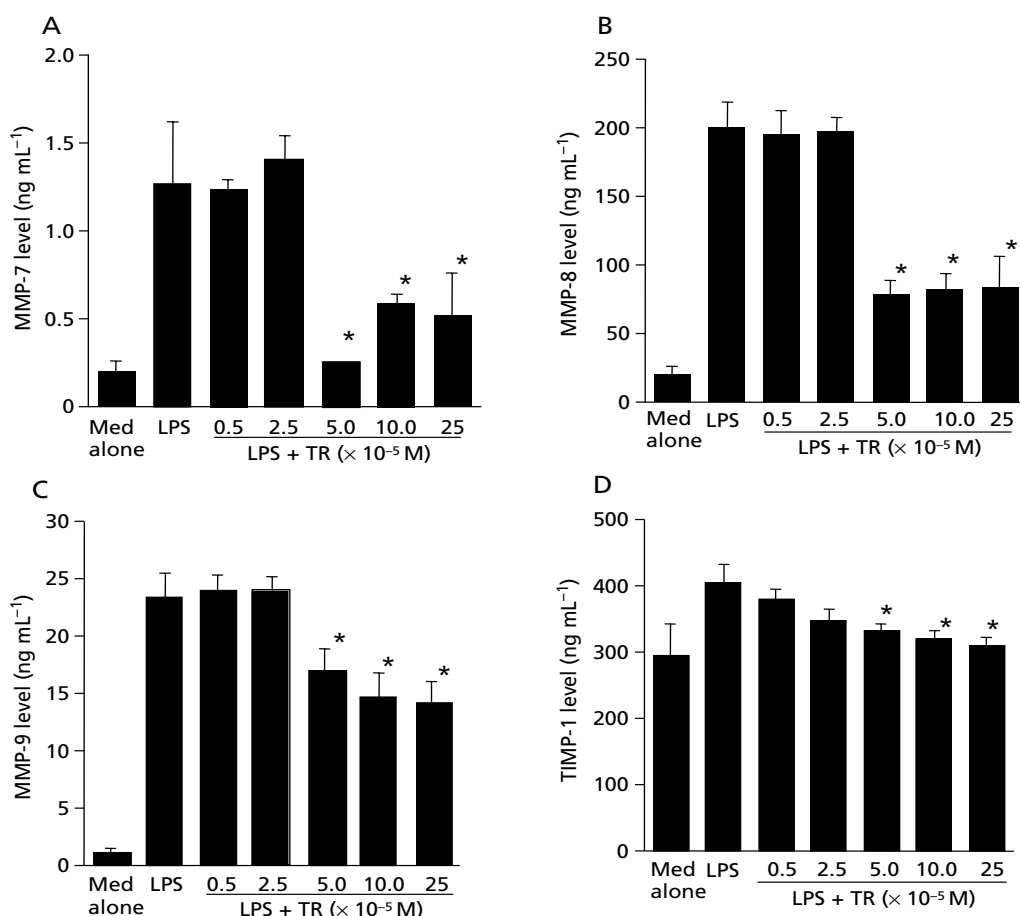 A
MMP-7 level (ng mL⁻¹)
2.0
1.5
1.0
0.5
0
*
*
*
Med alone
LPS
0.5 2.5 5.0 10.0 25
LPS + TR (× 10⁻⁵ M)
B
MMP-8 level (ng mL⁻¹)
250
200
150
100
50
0
*
*
*
Med alone
LPS
0.5 2.5 5.0 10.0 25
LPS + TR (× 10⁻⁵ M)
C
MMP-9 level (ng mL⁻¹)
30
25
20
15
10
5
0
*
*
*
Med alone
LPS
0.5 2.5 5.0 10.0 25
LPS + TR (× 10⁻⁵ M)
D
TIMP-1 level (ng mL⁻¹)
500
400
300
200
100
0
*
*
*
Med alone
LPS
0.5 2.5 5.0 10.0 25
LPS + TR (× 10⁻⁵ M)